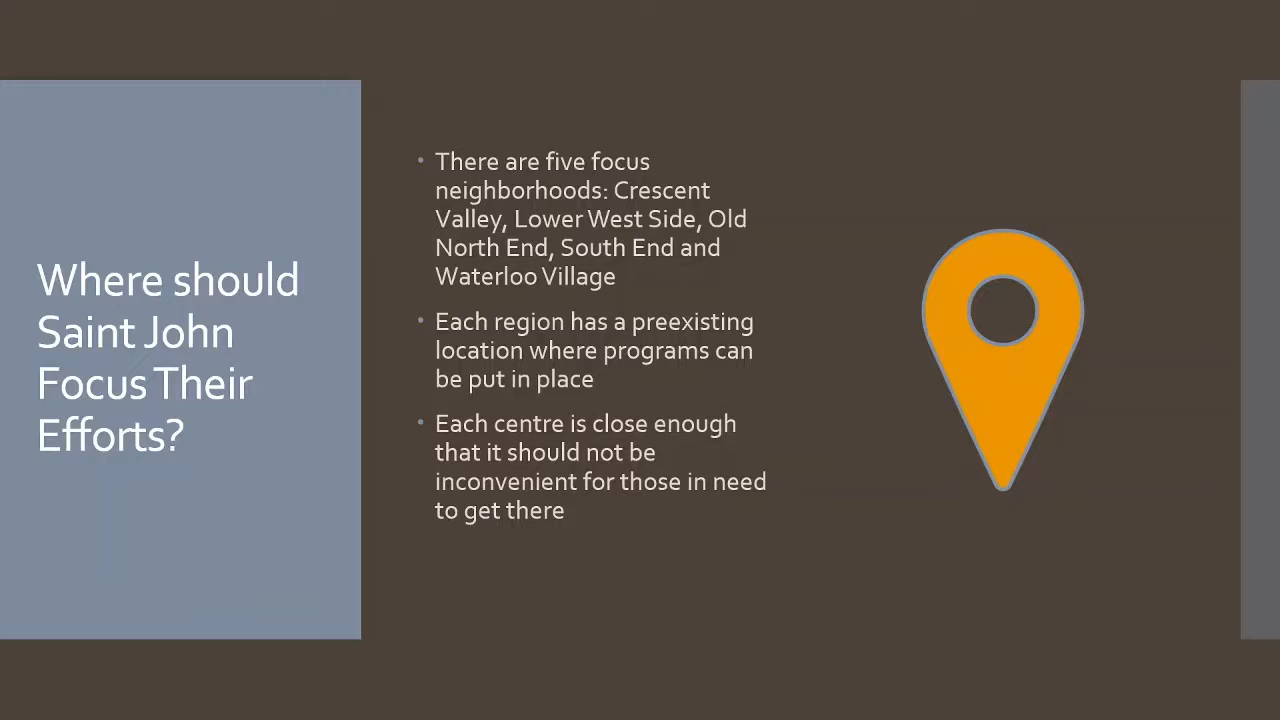 Where should
Saint John
Focus Their
Efforts?
• There are five focus
neighborhoods: Crescent
Valley, Lower West Side, Old
North End, South End and
Waterloo Village
• Each region has a preexisting
location where programs can
be put in place
• Each centre is close enough
that it should not be
inconvenient for those in need
to get there